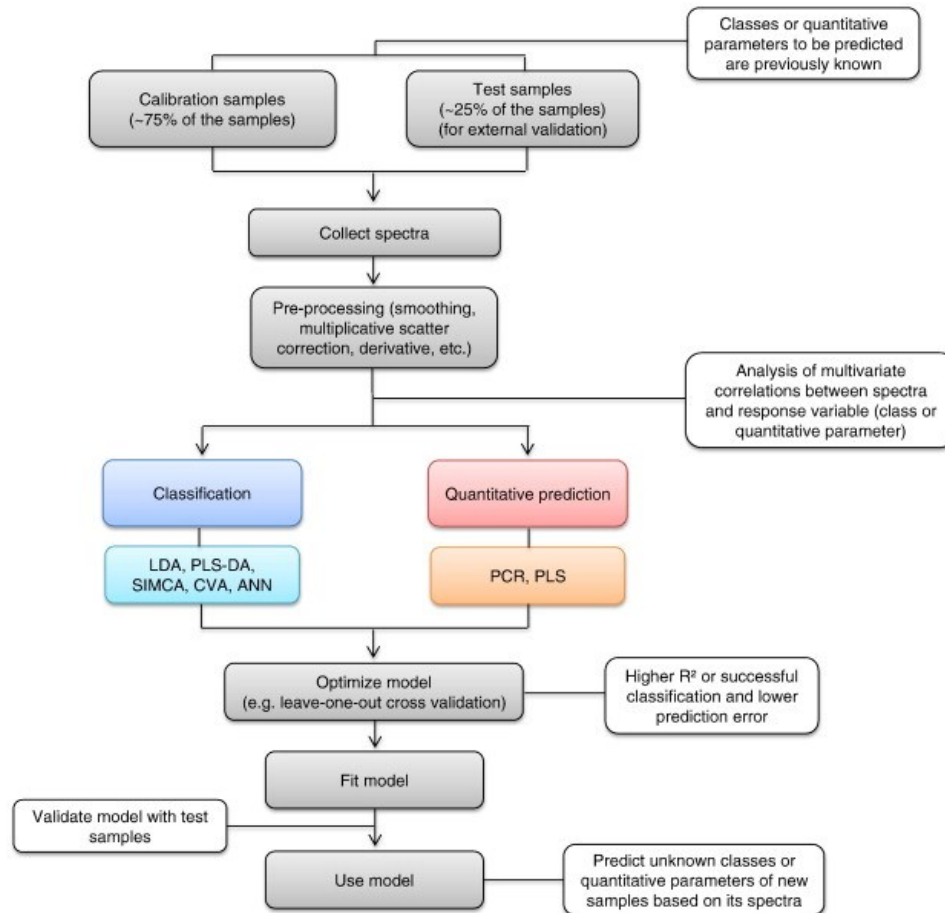 Classes or quantitative
parameters to be predicted
are previously known
Calibration samples
(~75% of the samples)
Test samples
(~25% of the samples)
(for external validation)
Collect spectra
Pre-processing (smoothing,
multiplicative scatter
correction, derivative, etc.)
Analysis of multivariate
correlations between spectra
and response variable (class or
quantitative parameter)
Classification
Quantitative prediction
LDA, PLS-DA,
SIMCA, CVA, ANN
PCR, PLS
Optimize model
(e.g. leave-one-out cross validation)
Higher R² or successful
classification and lower
prediction error
Fit model
Validate model with test
samples
Use model
Predict unknown classes or
quantitative parameters of new
samples based on its spectra